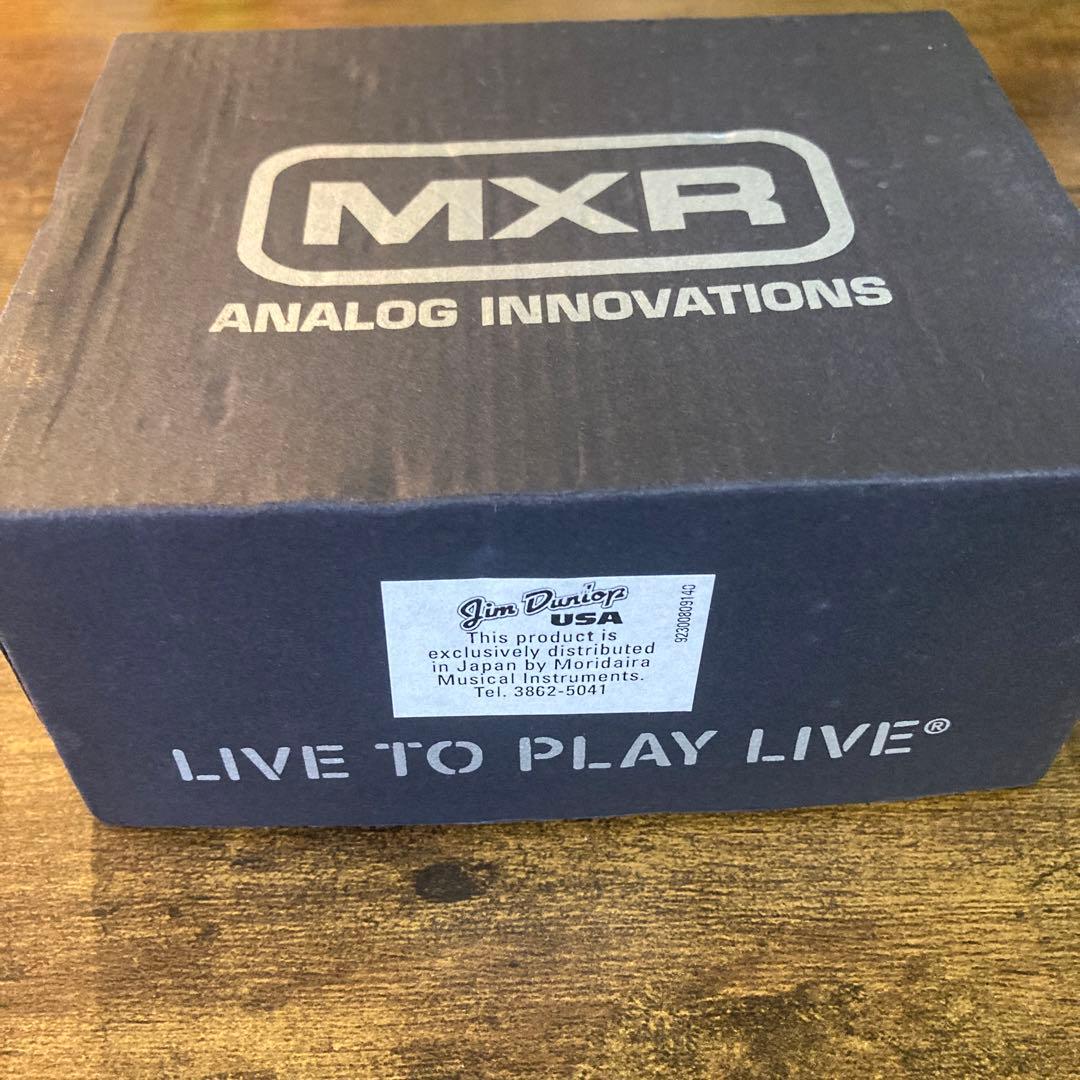 MXR
ANALOG INNOVATIONS
Jim Dunlop
USA
This product is
exclusively distributed
in Japan by Moridaira
Musical Instruments.
Tel. 3862-5041
92300809140
LIVE TO PLAY LIVE®